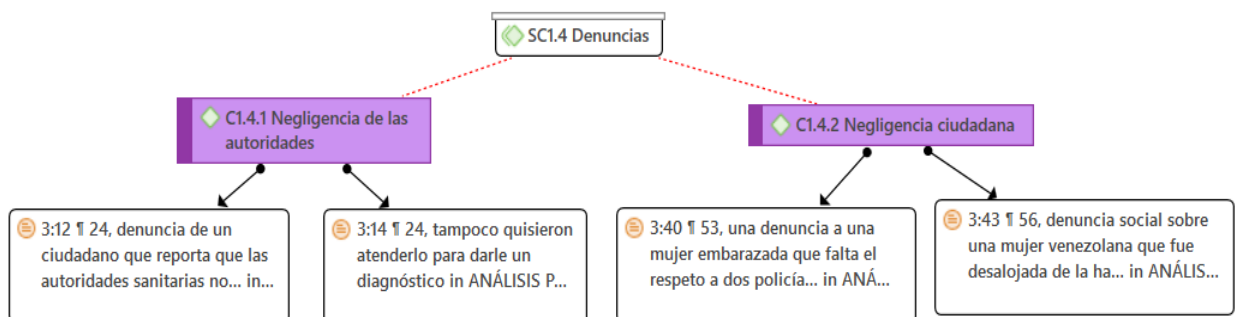 SC1.4 Denuncias
C1.4.1 Negligencia de las
autoridades
C1.4.2 Negligencia ciudadana
3:12 ¶ 24, denuncia de un
ciudadano que reporta que las
autoridades sanitarias no... in...
3:14 ¶ 24, tampoco quisieron
atenderlo para darle un
diagnóstico in ANÁLISIS P...
3:40 ¶ 53, una denuncia a una
mujer embarazada que falta el
respeto a dos policía... in ANÁ...
3:43 ¶ 56, denuncia social sobre
una mujer venezolana que fue
desalojada de la ha... in ANÁLIS...